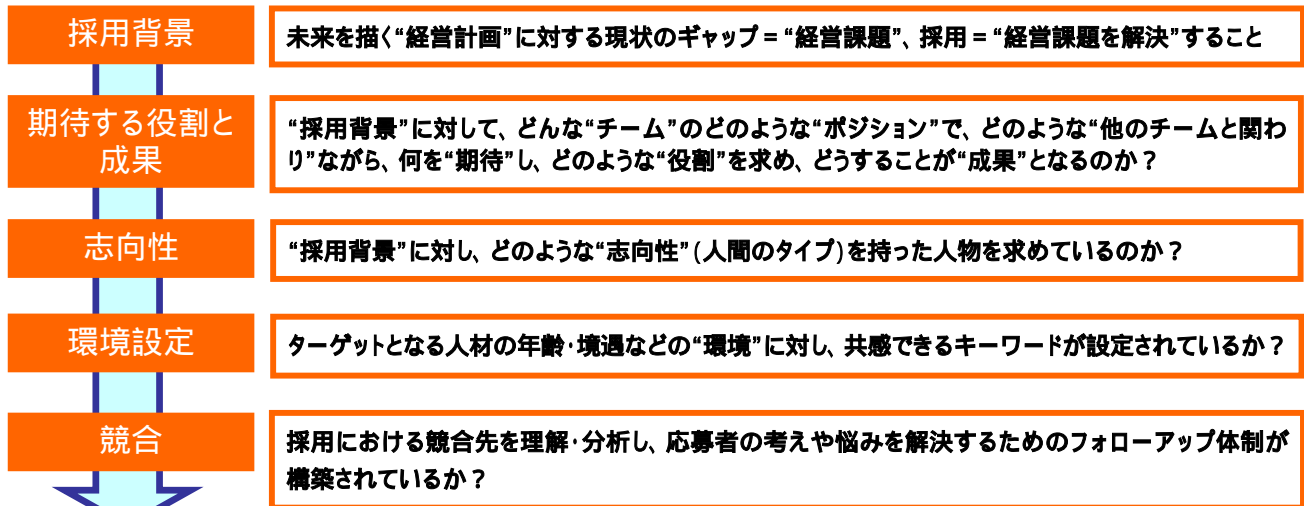 採用背景
未来を描く“経営計画”に対する現状のギャップ = “経営課題”、採用 = “経営課題を解決”すること
期待する役割と
成果
“採用背景”に対して、どんな“チーム”のどのような“ポジション”で、どのような“他のチームと関わ
り”ながら、何を“期待”し、どのような“役割”を求め、どうすることが“成果”となるのか?
志向性
“採用背景”に対し、どのような“志向性”(人間のタイプ)を持った人物を求めているのか?
環境設定
ターゲットとなる人材の年齢・境遇などの“環境”に対し、共感できるキーワードが設定されているか?
競合
採用における競合先を理解・分析し、応募者の考えや悩みを解決するためのフォローアップ体制が
構築されているか?